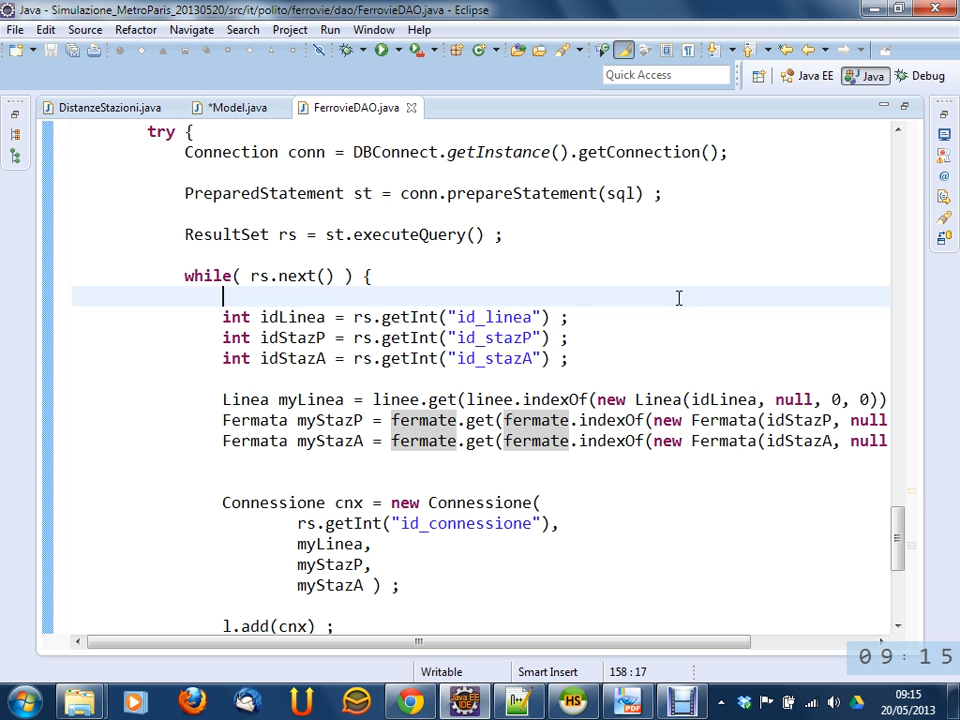 Java - Simulazione_MetroParis_20130520/src/it/polito/ferrovie/dao/FerrovieDAO.java - Eclipse
File Edit Source Refactor Navigate Search Project Run Window Help
Quick Access
Java EE Java Debug
DistanzeStazioni.java *Model.java FerrovieDAO.java
try {
Connection conn = DBConnect.getInstance().getConnection();
PreparedStatement st = conn.prepareStatement(sql) ;
ResultSet rs = st.executeQuery() ;
while( rs.next() ) {
int idLinea = rs.getInt("id_linea") ;
int idStazP = rs.getInt("id_stazP") ;
int idStazA = rs.getInt("id_stazA") ;
Linea myLinea = linee.get(linee.indexOf(new Linea(idLinea, null, 0, 0))
Fermata myStazP = fermate.get(fermate.indexOf(new Fermata(idStazP, null
Fermata myStazA = fermate.get(fermate.indexOf(new Fermata(idStazA, null
Connessione cnx = new Connessione(
rs.getInt("id_connessione"),
myLinea,
myStazP,
myStazA ) ;
l.add(cnx) ;
09:15
Writable Smart Insert 158 : 17
09:15
20/05/2013